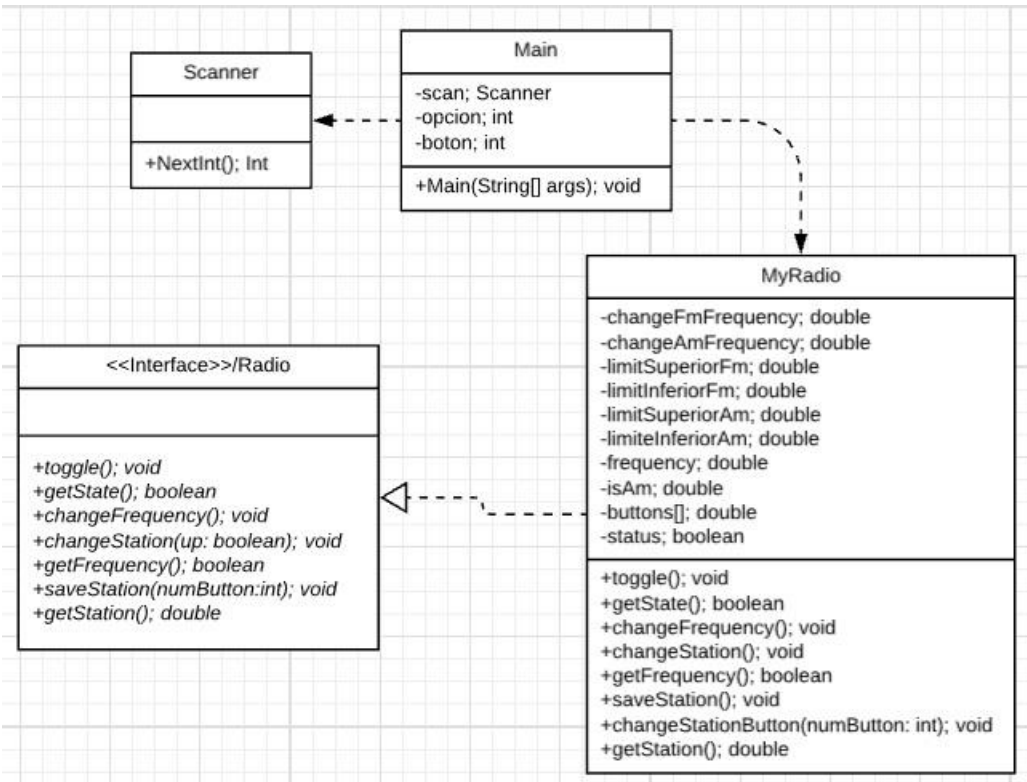 Scanner
+NextInt(); Int
Main
-scan; Scanner
-opcion; int
-boton; int
+Main(String[] args); void
MyRadio
-changeFmFrequency; double
-changeAmFrequency; double
-limitSuperiorFm; double
-limitInferiorFm; double
-limitSuperiorAm; double
-limiteInferiorAm; double
-frequency; double
-isAm; double
-buttons[]; double
-status; boolean
+toggle(); void
+getState(); boolean
+changeFrequency(); void
+changeStation(); void
+getFrequency(); boolean
+saveStation(); void
+changeStationButton(numButton: int); void
+getStation(); double
<<Interface>>/Radio
+toggle(); void
+getState(); boolean
+changeFrequency(); void
+changeStation(up: boolean); void
+getFrequency(); boolean
+saveStation(numButton:int); void
+getStation(); double